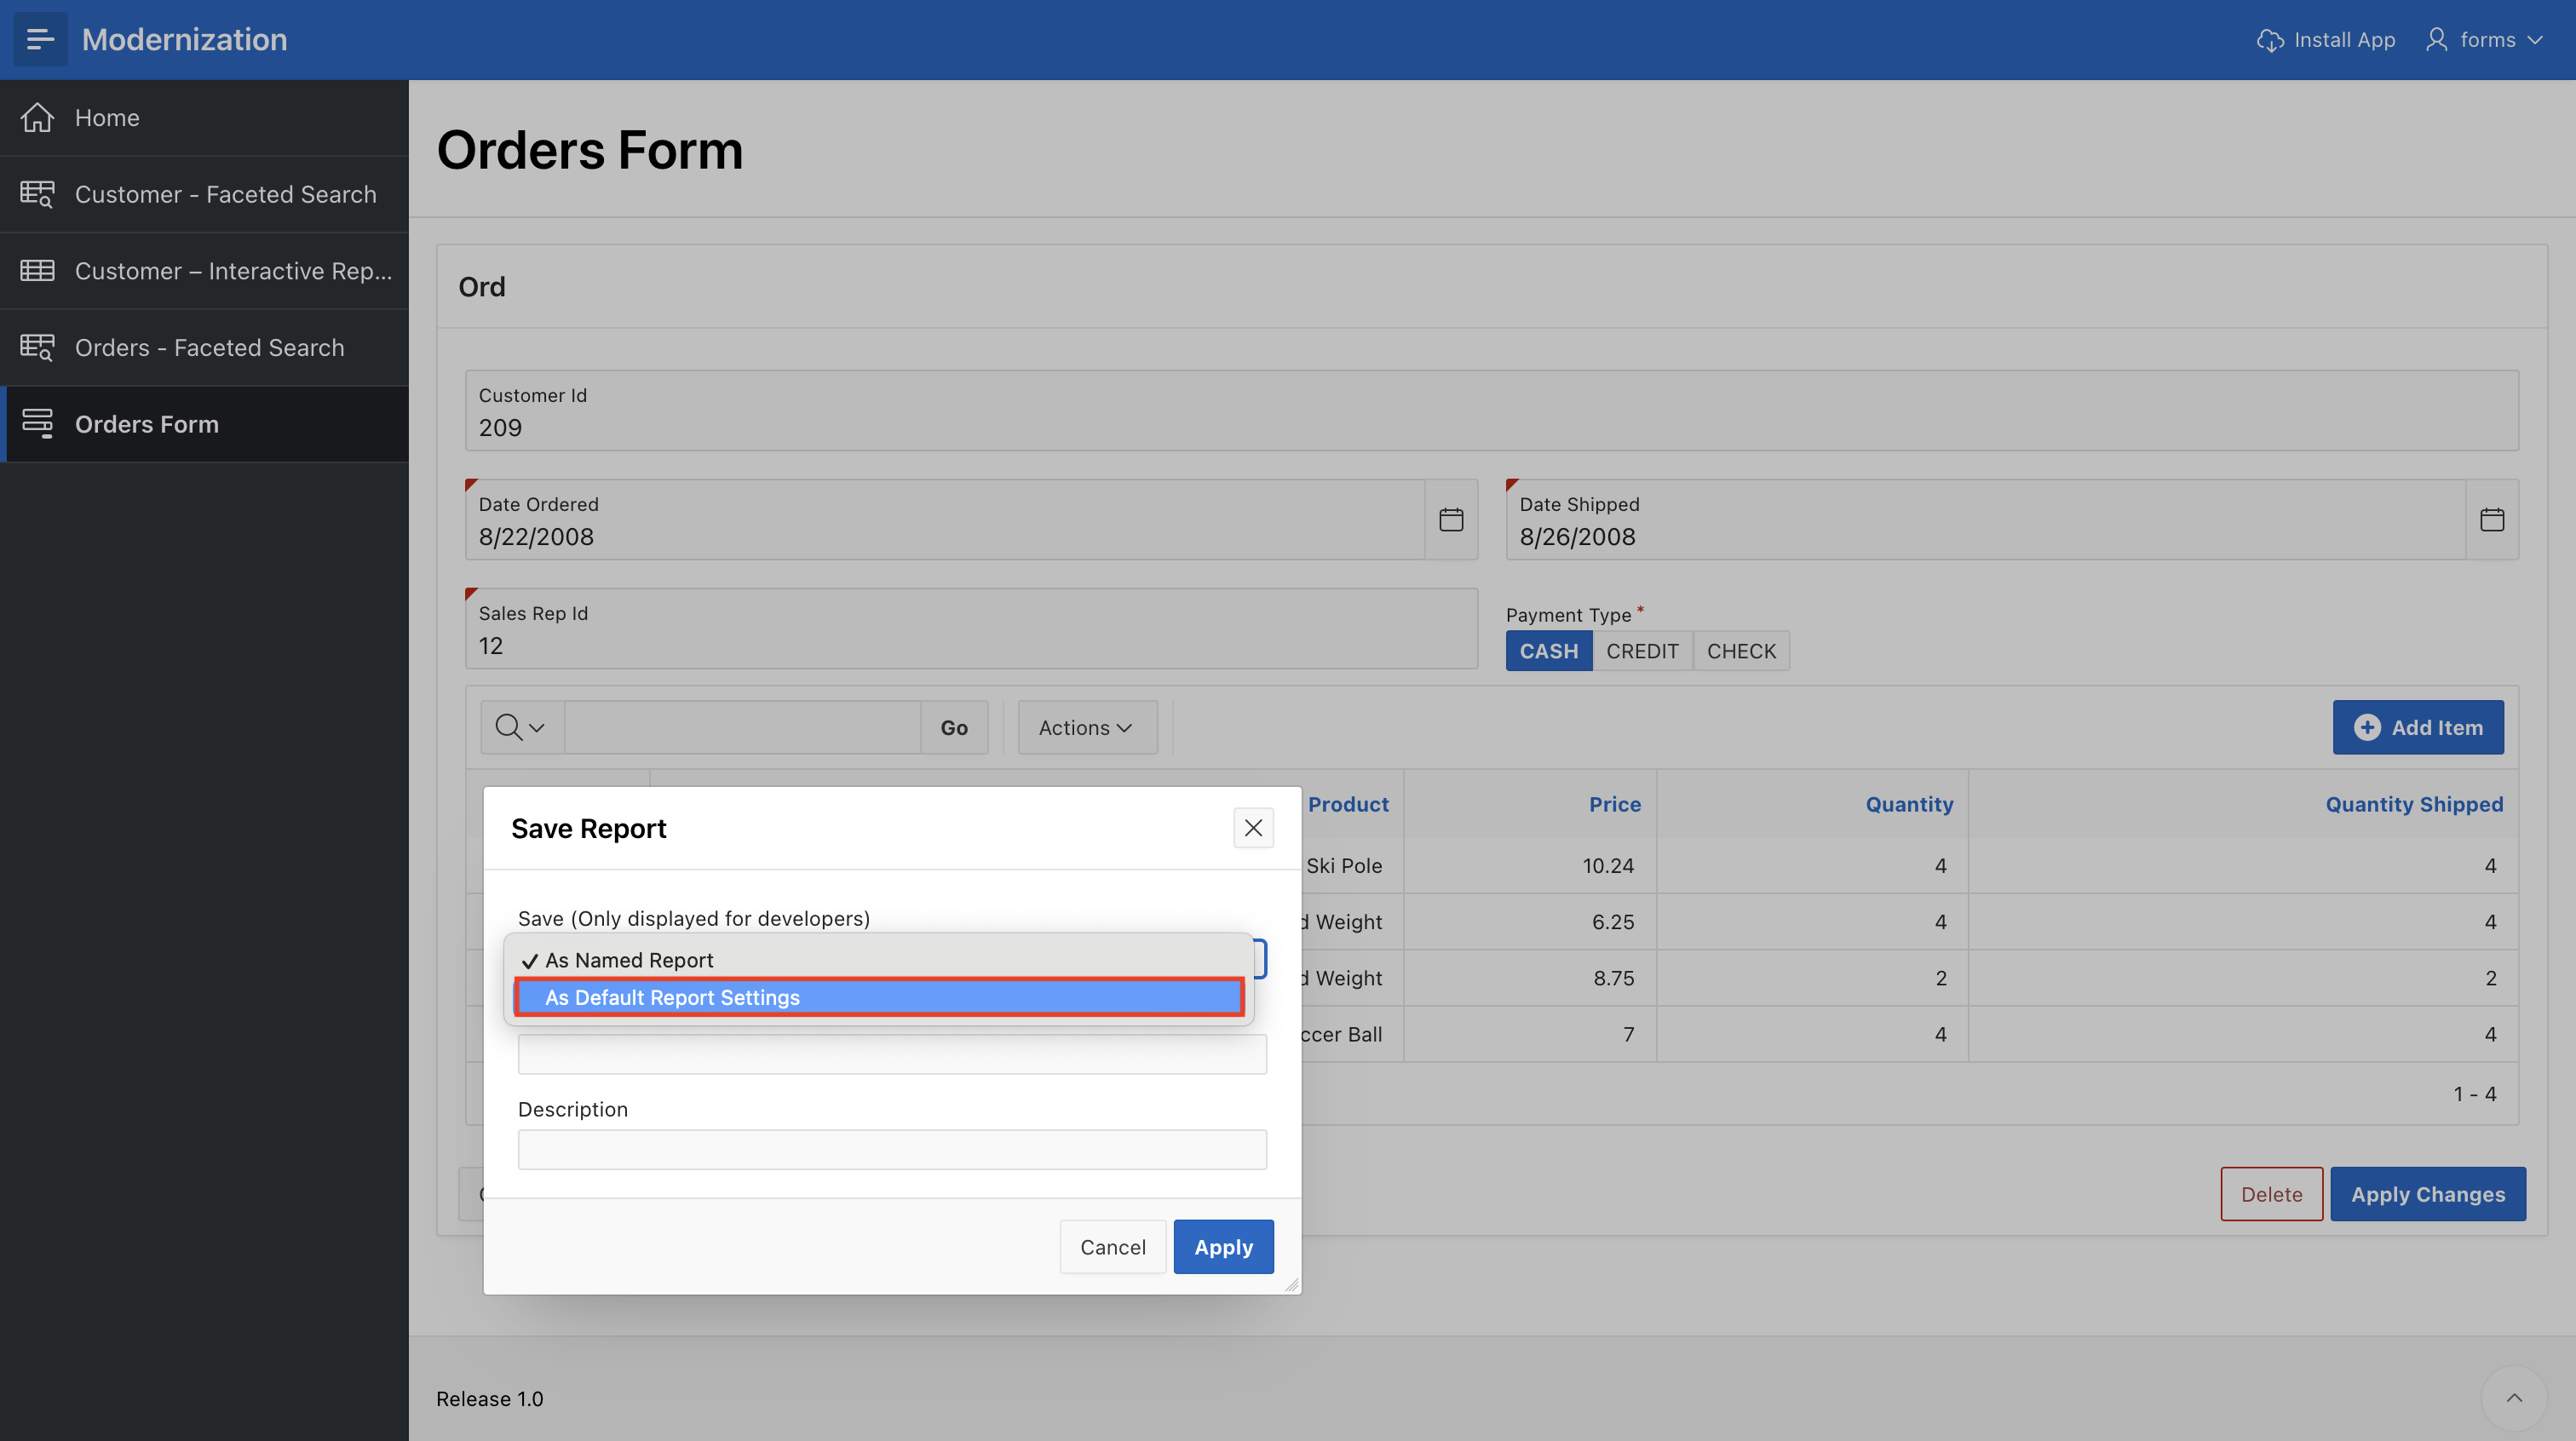 Modernization
Install App
forms
Home
Customer - Faceted Search
Customer – Interactive Rep...
Orders - Faceted Search
Orders Form
Orders Form
Ord
Customer Id
209
Date Ordered
8/22/2008
Date Shipped
8/26/2008
Sales Rep Id
12
Payment Type *
CASH CREDIT CHECK
Go
Actions
Add Item
Product Price Quantity Quantity Shipped
Ski Pole 10.24 4 4
Weight 6.25 4 4
Weight 8.75 2 2
Ball 7 4 4
1 - 4
Save Report
Save (Only displayed for developers)
✓ As Named Report
As Default Report Settings
Description
Cancel
Apply
Delete
Apply Changes
Release 1.0